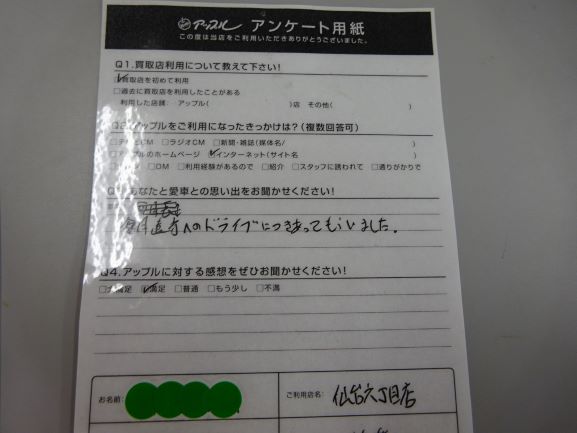 アップル アンケート用紙
この度は当店をご利用いただきありがとうございました。
Q1.買取店利用について教えて下さい!
買取店を初めて利用
□過去に買取店を利用したことがある
利用した店舗:アップル( )店 その他( )
アップルをご利用になったきっかけは?(複数回答可)
CM □ラジオCM □新聞・雑誌(媒体名/ )
アップルのホームページ ☑インターネット(サイト名 )
□DM □利用経験があるので □紹介 □スタッフに誘われて □通りがかりで
あなたと愛車との思い出をお聞かせください!
へのドライブにつきあってもらいました。
Q4.アップルに対する感想をぜひお聞かせください!
□大満足 ☑満足 □普通 □もう少し □不満
お名前:
ご利用店名: 仙台六丁目店